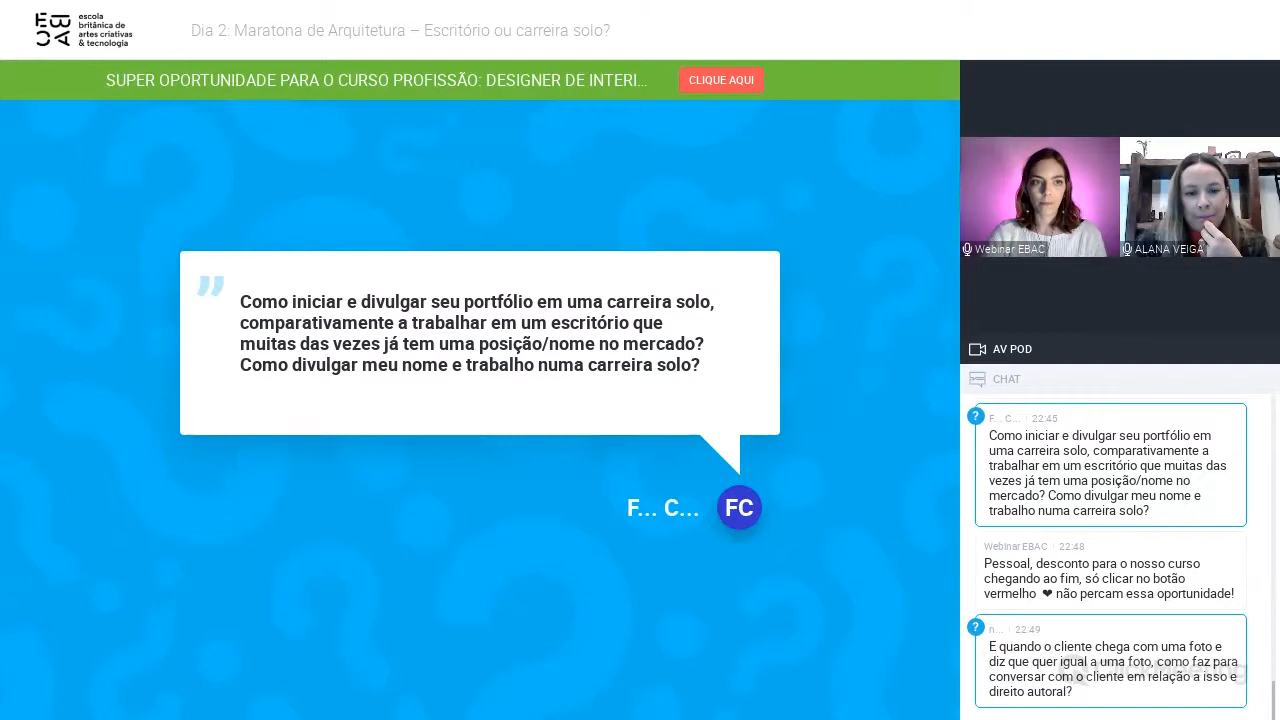 escola
britânica de
artes criativas
& tecnologia
EBAC
Dia 2: Maratona de Arquitetura – Escritório ou carreira solo?
SUPER OPORTUNIDADE PARA O CURSO PROFISSÃO: DESIGNER DE INTERI...
CLIQUE AQUI
”
Como iniciar e divulgar seu portfólio em uma carreira solo,
comparativamente a trabalhar em um escritório que
muitas das vezes já tem uma posição/nome no mercado?
Como divulgar meu nome e trabalho numa carreira solo?
F... C...
FC
Webinar EBAC
ALANA VEIGA
AV POD
CHAT
?
F... C... 22:45
Como iniciar e divulgar seu portfólio em
uma carreira solo, comparativamente a
trabalhar em um escritório que muitas das
vezes já tem uma posição/nome no
mercado? Como divulgar meu nome e
trabalho numa carreira solo?
Webinar EBAC 22:48
Pessoal, desconto para o nosso curso
chegando ao fim, só clicar no botão
vermelho ❤ não percam essa oportunidade!
?
n... 22:49
E quando o cliente chega com uma foto e
diz que quer igual a uma foto, como faz para
conversar com o cliente em relação a isso e
direito autoral?